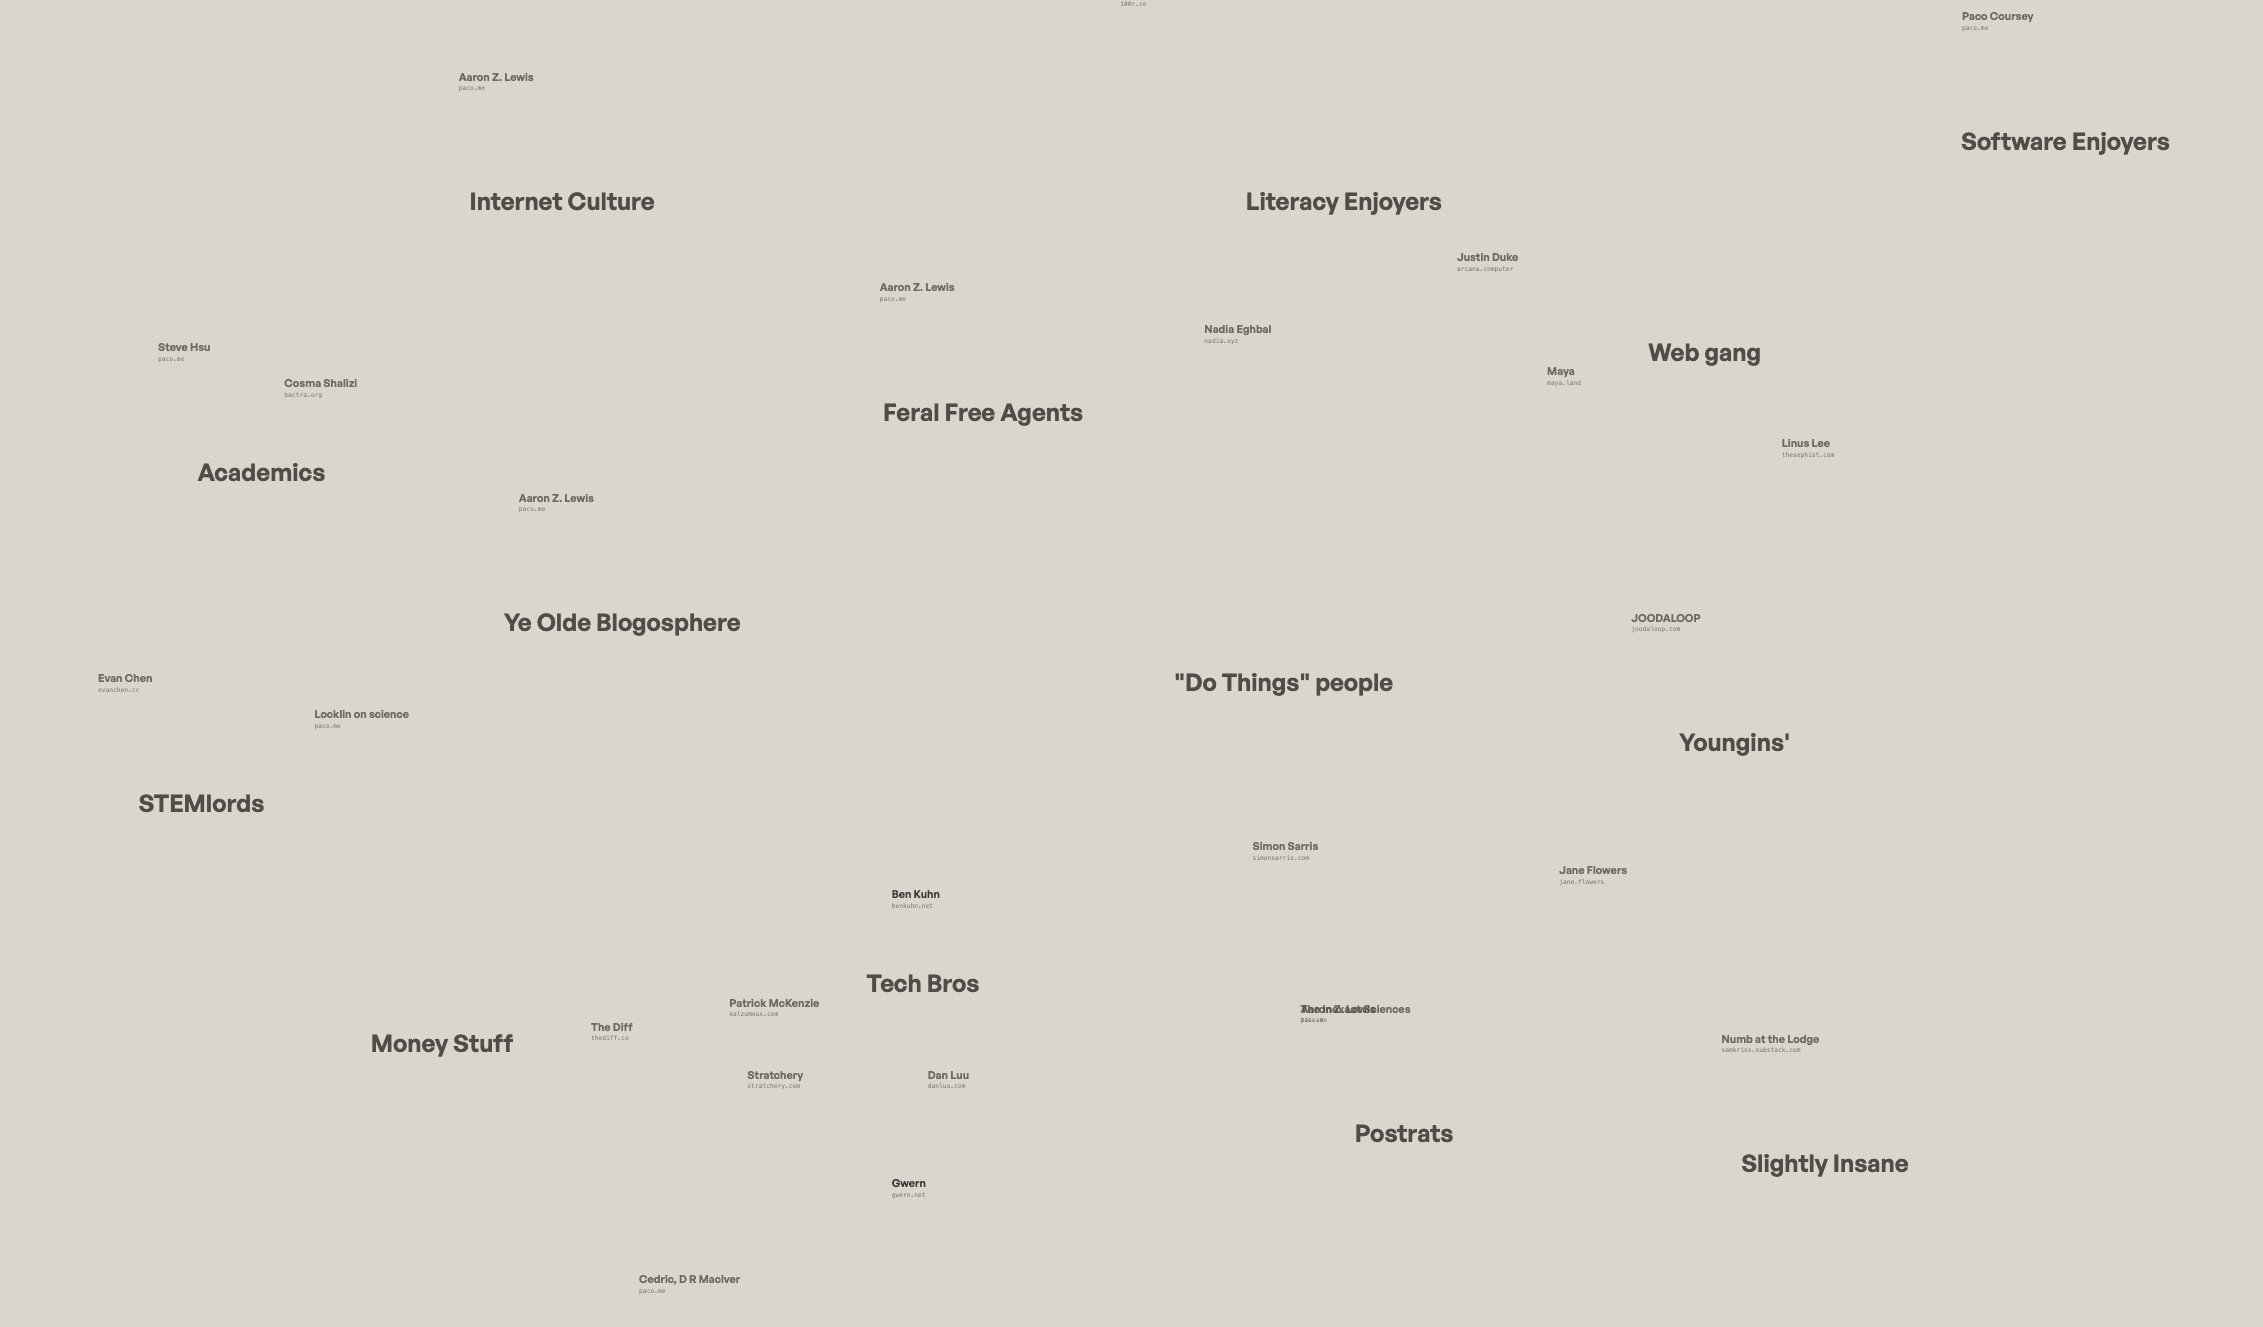 100r.co
Paco Coursey
paco.me
Aaron Z. Lewis
paco.me
Software Enjoyers
Internet Culture
Literacy Enjoyers
Justin Duke
arcana.computer
Aaron Z. Lewis
paco.me
Nadia Eghbal
nadia.xyz
Steve Hsu
paco.me
Web gang
Maya
maya.land
Cosma Shalizi
bactra.org
Feral Free Agents
Linus Lee
thesephist.com
Academics
Aaron Z. Lewis
paco.me
Ye Olde Blogosphere
JOODALOOP
joodaloop.com
Evan Chen
evanchen.cc
"Do Things" people
Locklin on science
paco.me
Youngins'
STEMlords
Simon Sarris
simonsarris.com
Jane Flowers
jane.flowers
Ben Kuhn
benkuhn.net
Tech Bros
Patrick McKenzie
kalzumeus.com
Aaron Z. Lewis
Sciences
The Diff
thediff.co
Money Stuff
Numb at the Lodge
samkriss.substack.com
Stratchery
stratchery.com
Dan Luu
danluu.com
Postrats
Slightly Insane
Gwern
gwern.net
Cedric, D R Maciver
paco.me